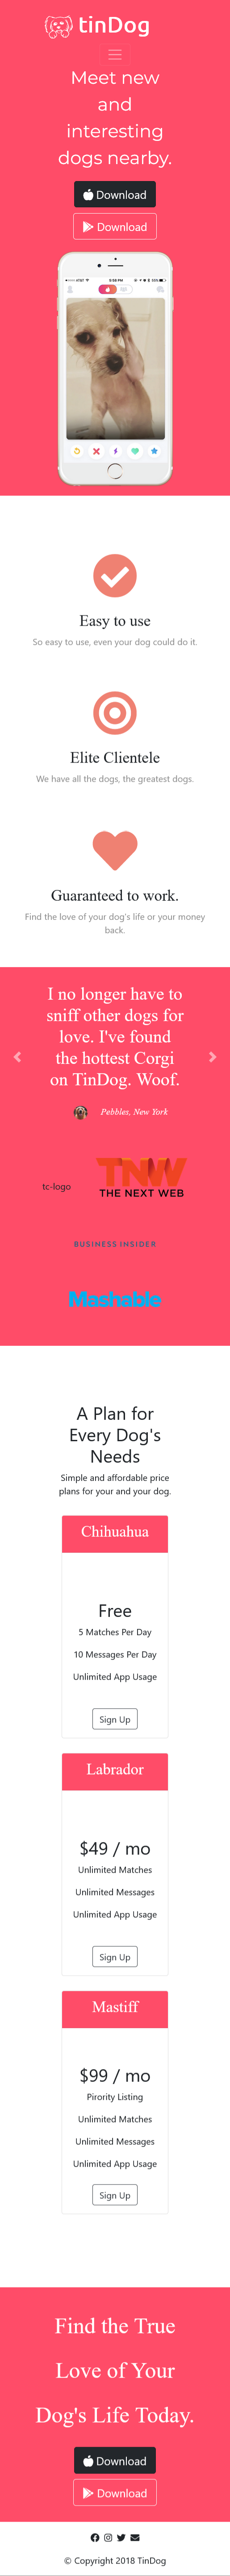 tinDog
Meet new
and
interesting
dogs nearby.
Download
Download
Easy to use
So easy to use, even your dog could do it.
Elite Clientele
We have all the dogs, the greatest dogs.
Guaranteed to work.
Find the love of your dog's life or your money
back.
I no longer have to
sniff other dogs for
love. I've found
the hottest Corgi
on TinDog. Woof.
Pebbles, New York
TNW
tc-logo
THE NEXT WEB
BUSINESS INSIDER
Mashable
A Plan for
Every Dog's
Needs
Simple and affordable price
plans for your and your dog.
Chihuahua
Free
5 Matches Per Day
10 Messages Per Day
Unlimited App Usage
Sign Up
Labrador
$49 / mo
Unlimited Matches
Unlimited Messages
Unlimited App Usage
Sign Up
Mastiff
$99 / mo
Pirority Listing
Unlimited Matches
Unlimited Messages
Unlimited App Usage
Sign Up
Find the True
Love of Your
Dog's Life Today.
Download
Download
© Copyright 2018 TinDog